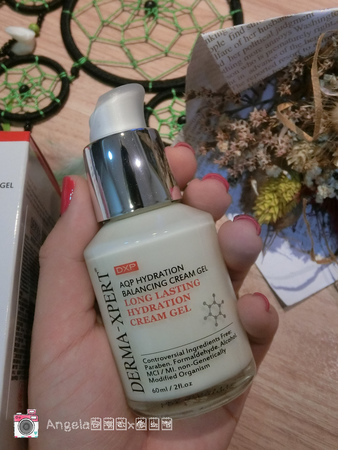 GEL
DERMA-XPERT
DXP
AQP HYDRATION
BALANCING CREAM GEL
LONG LASTING
HYDRATION
CREAM GEL
Controversial Ingredients Free:
Paraben, Formaldehyde, Alcohol
MCI / MI, non-Genetically
Modified Organism
60ml / 2fl.oz
Angela